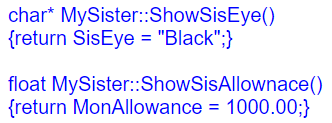 char* MySister::ShowSisEye()
{return SisEye = "Black";}
float MySister::ShowSisAllownace()
{return MonAllowance = 1000.00;}